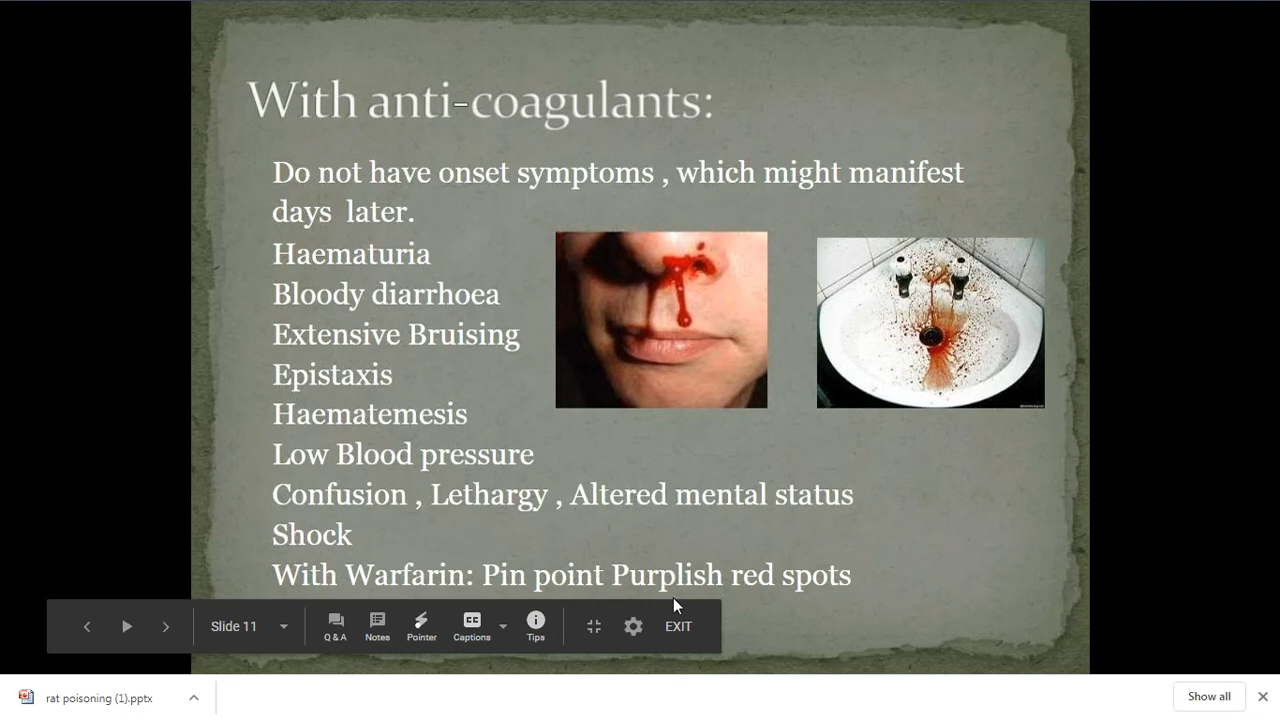 With anti-coagulants:
Do not have onset symptoms , which might manifest
days later.
Haematuria
Bloody diarrhoea
Extensive Bruising
Epistaxis
Haematemesis
Low Blood pressure
Confusion , Lethargy , Altered mental status
Shock
With Warfarin: Pin point Purplish red spots
Slide 11
Q & A
Notes
Pointer
CC
Captions
Tips
EXIT
rat poisoning (1).pptx
Show all